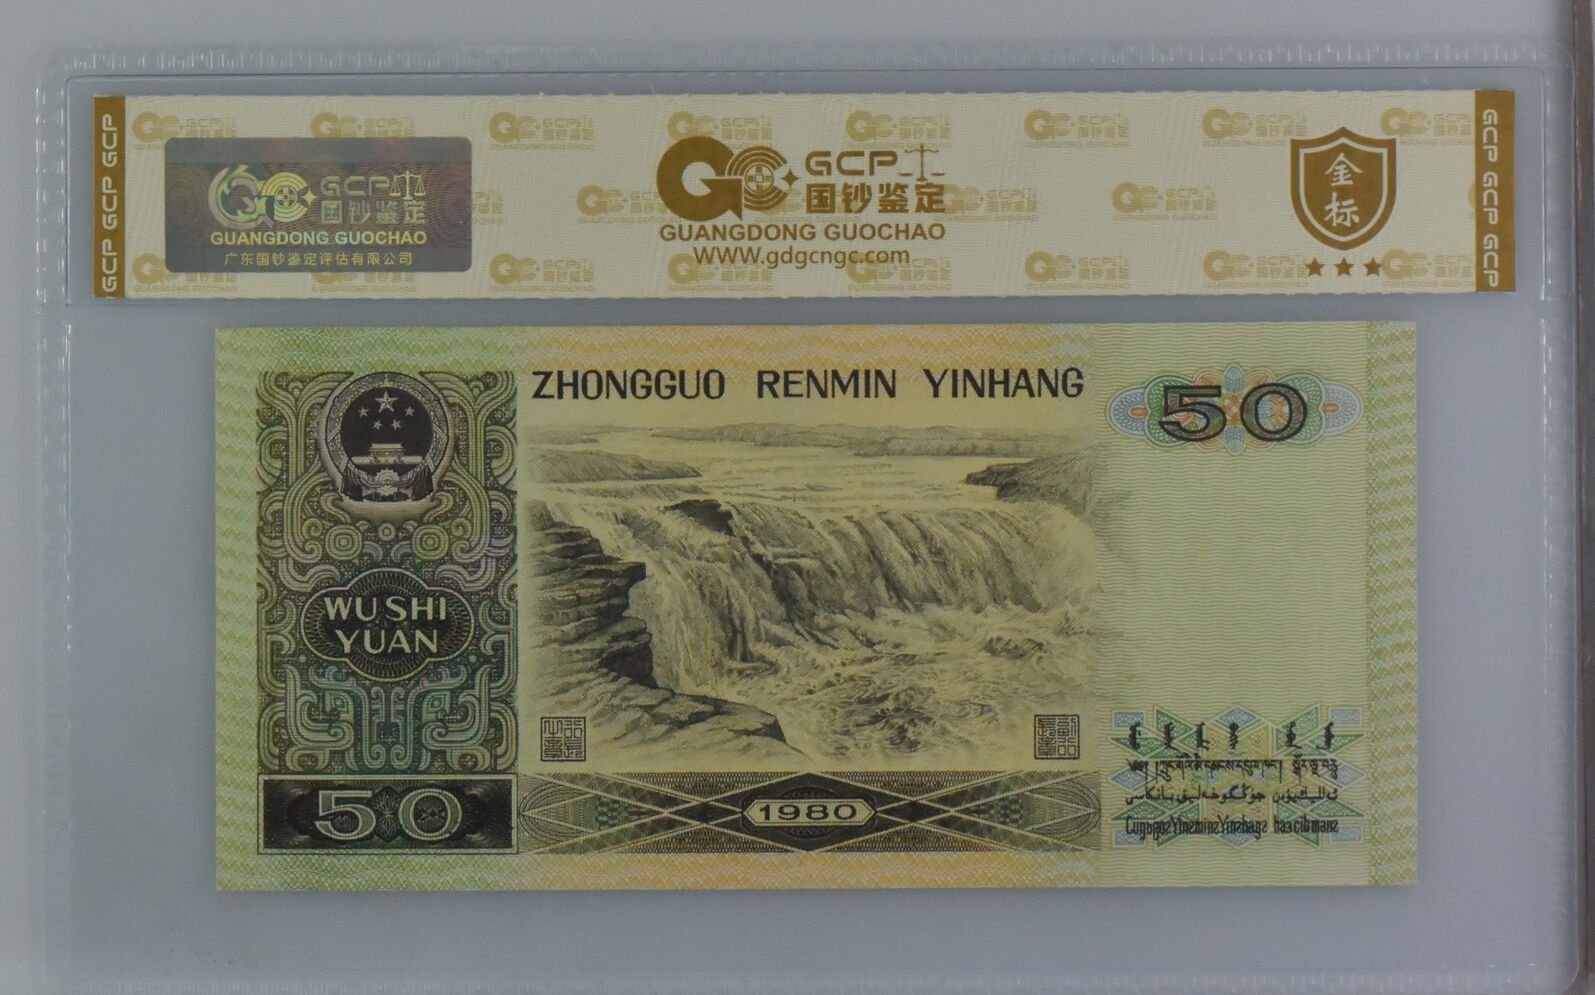 GCP GCP GCP
GCP 国钞鉴定
GUANGDONG GUOCHAO
广东国钞鉴定评估有限公司
GCP 国钞鉴定
GUANGDONG GUOCHAO
WWW.gdgcngc.com
金标
GCP GCP GCP
ZHONGGUO RENMIN YINHANG
50
WU SHI
YUAN
50
1980